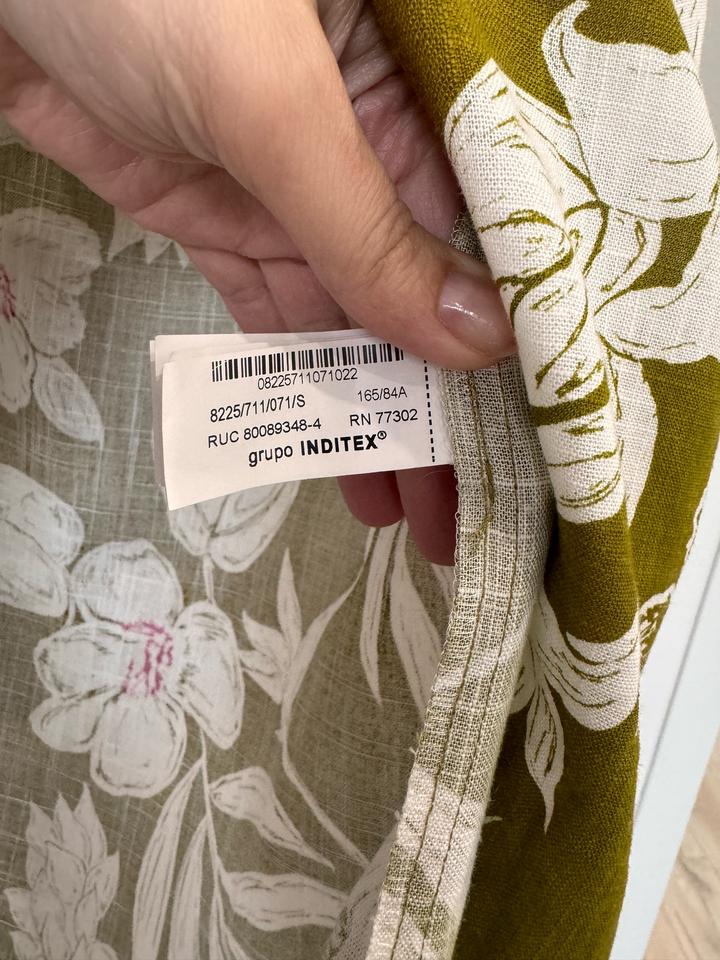 08225711071022
8225/711/071/S 165/84A
RUC 80089348-4 RN 77302
grupo INDITEX®